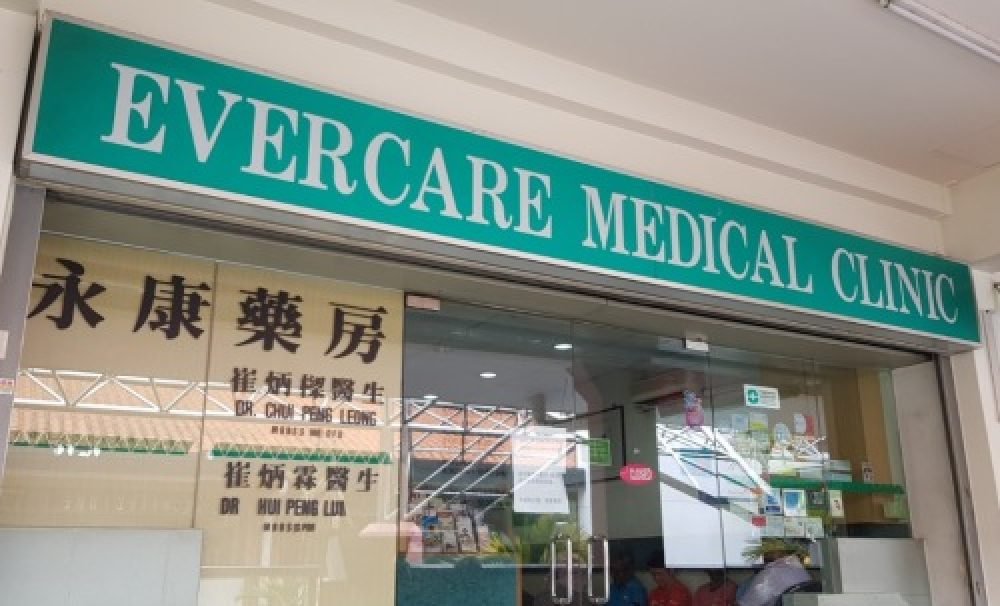 EVERCARE MEDICAL CLINIC
永康藥房
崔炳樑醫生
DR. CHUI PENG LEONG
崔炳霖醫生
DR HUI PENG LUN